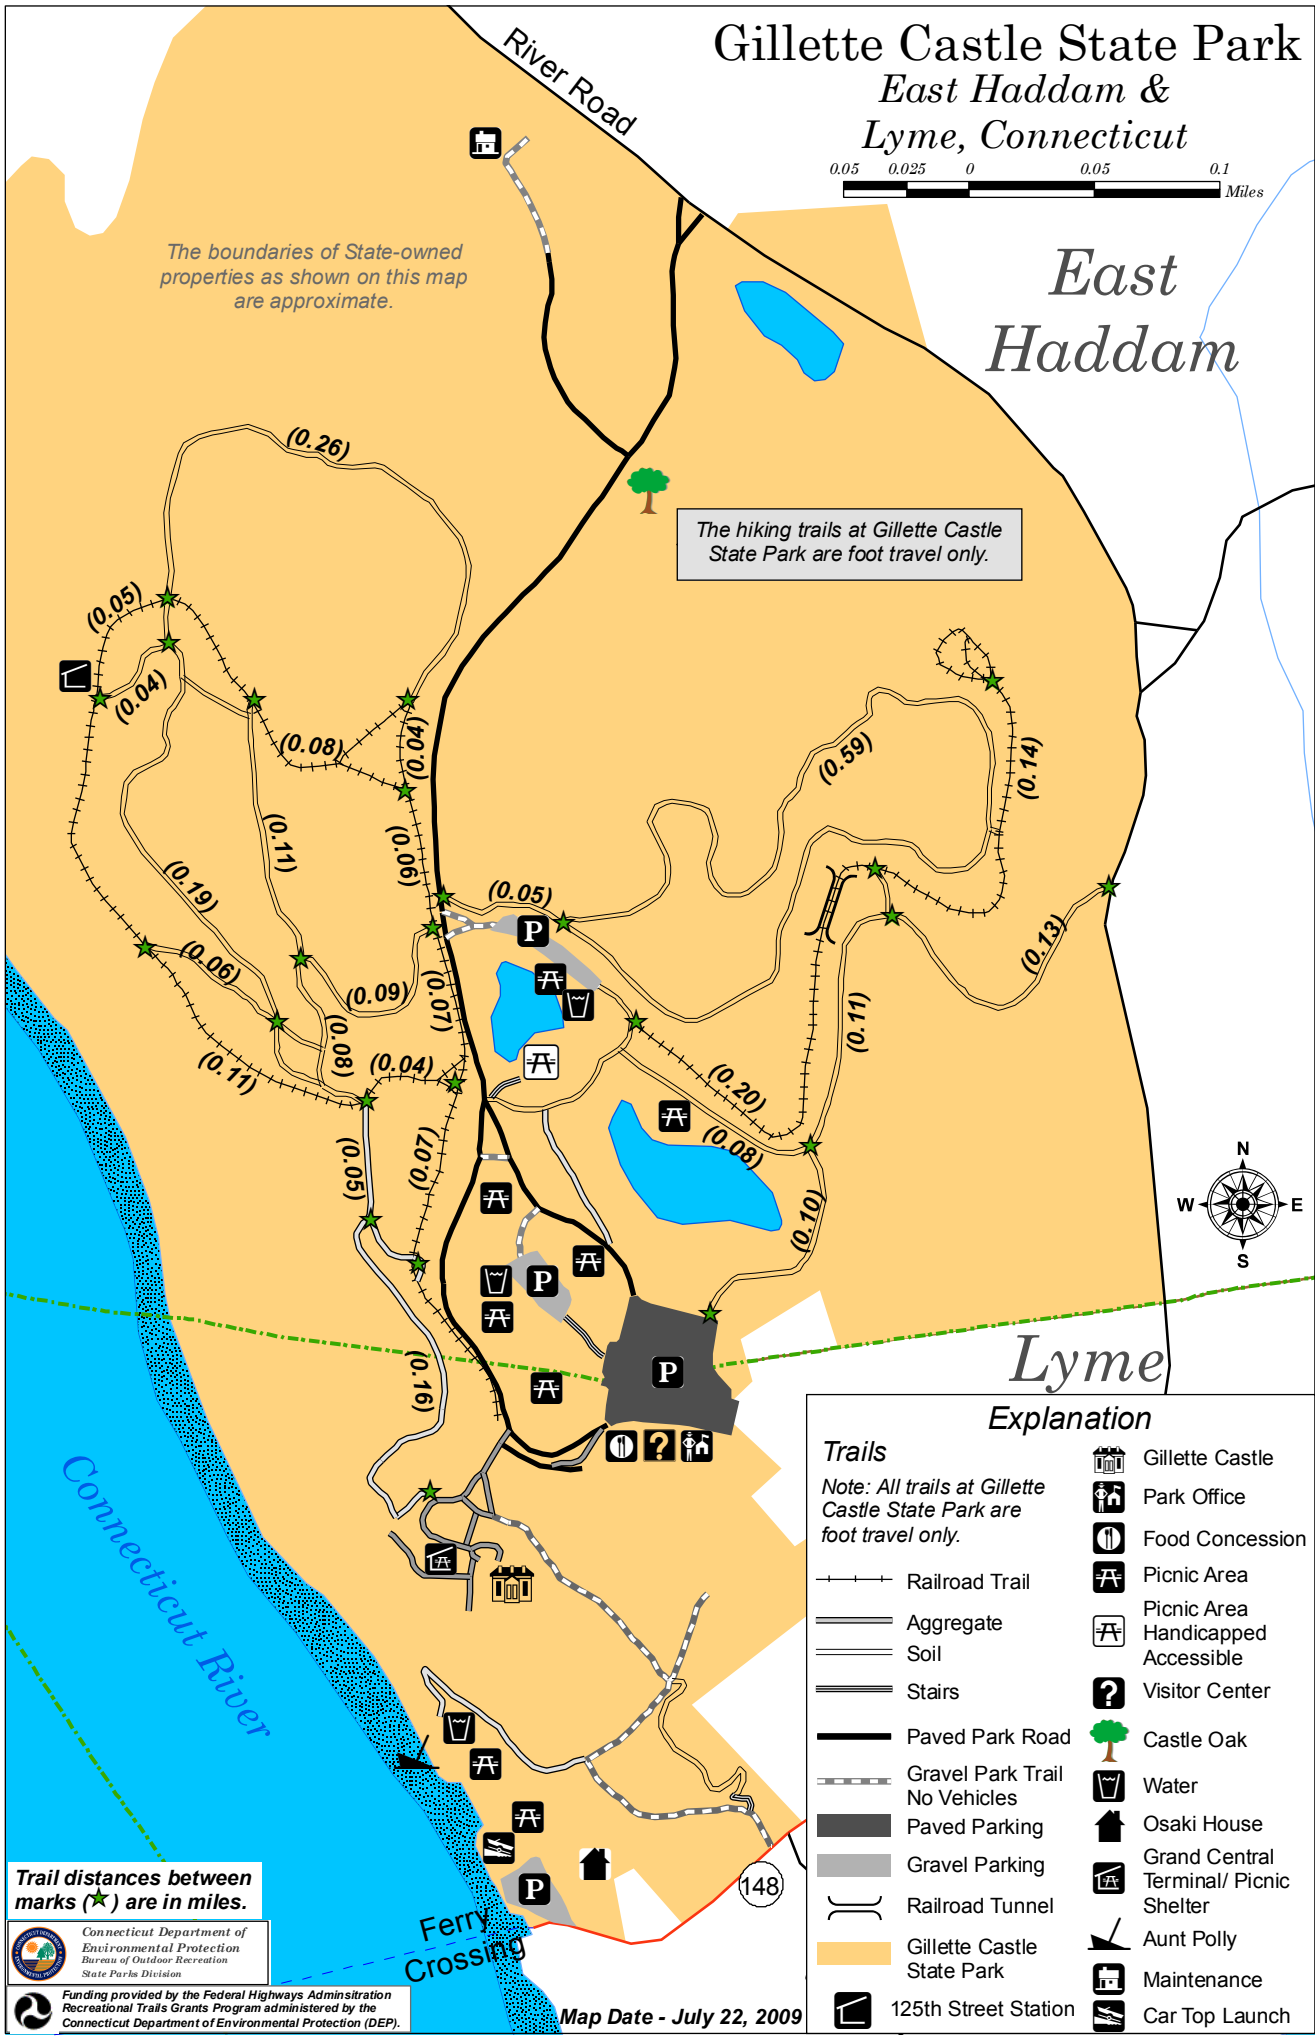 Gillette Castle State Park
East Haddam &
Lyme, Connecticut
0.05 0.025 0 0.05 0.1
Miles
River Road
The boundaries of State-owned
properties as shown on this map
are approximate.
East
Haddam
(0.26)
The hiking trails at Gillette Castle
State Park are foot travel only.
(0.05)
(0.04)
(0.08)
(0.04)
(0.59)
(0.14)
(0.11)
(0.06)
(0.19)
(0.05)
P
(0.06)
(0.09)
(0.07)
(0.13)
(0.11)
(0.08)
(0.11)
(0.04)
(0.20)
(0.08)
(0.05)
(0.07)
(0.10)
N
W E
S
P
(0.16)
P
?
Lyme
Connecticut River
P
148
Ferry
Crossing
Explanation
Trails
Note: All trails at Gillette
Castle State Park are
foot travel only.
Railroad Trail
Aggregate
Soil
Stairs
Paved Park Road
Gravel Park Trail
No Vehicles
Paved Parking
Gravel Parking
Railroad Tunnel
Gillette Castle
State Park
125th Street Station
Gillette Castle
Park Office
Food Concession
Picnic Area
Picnic Area
Handicapped
Accessible
?
Visitor Center
Castle Oak
Water
Osaki House
Grand Central
Terminal/ Picnic
Shelter
Aunt Polly
Maintenance
Car Top Launch
Trail distances between
marks ( ) are in miles.
Connecticut Department of
Environmental Protection
Bureau of Outdoor Recreation
State Parks Division
Funding provided by the Federal Highways Adminsitration
Recreational Trails Grants Program administered by the
Connecticut Department of Environmental Protection (DEP).
Map Date - July 22, 2009